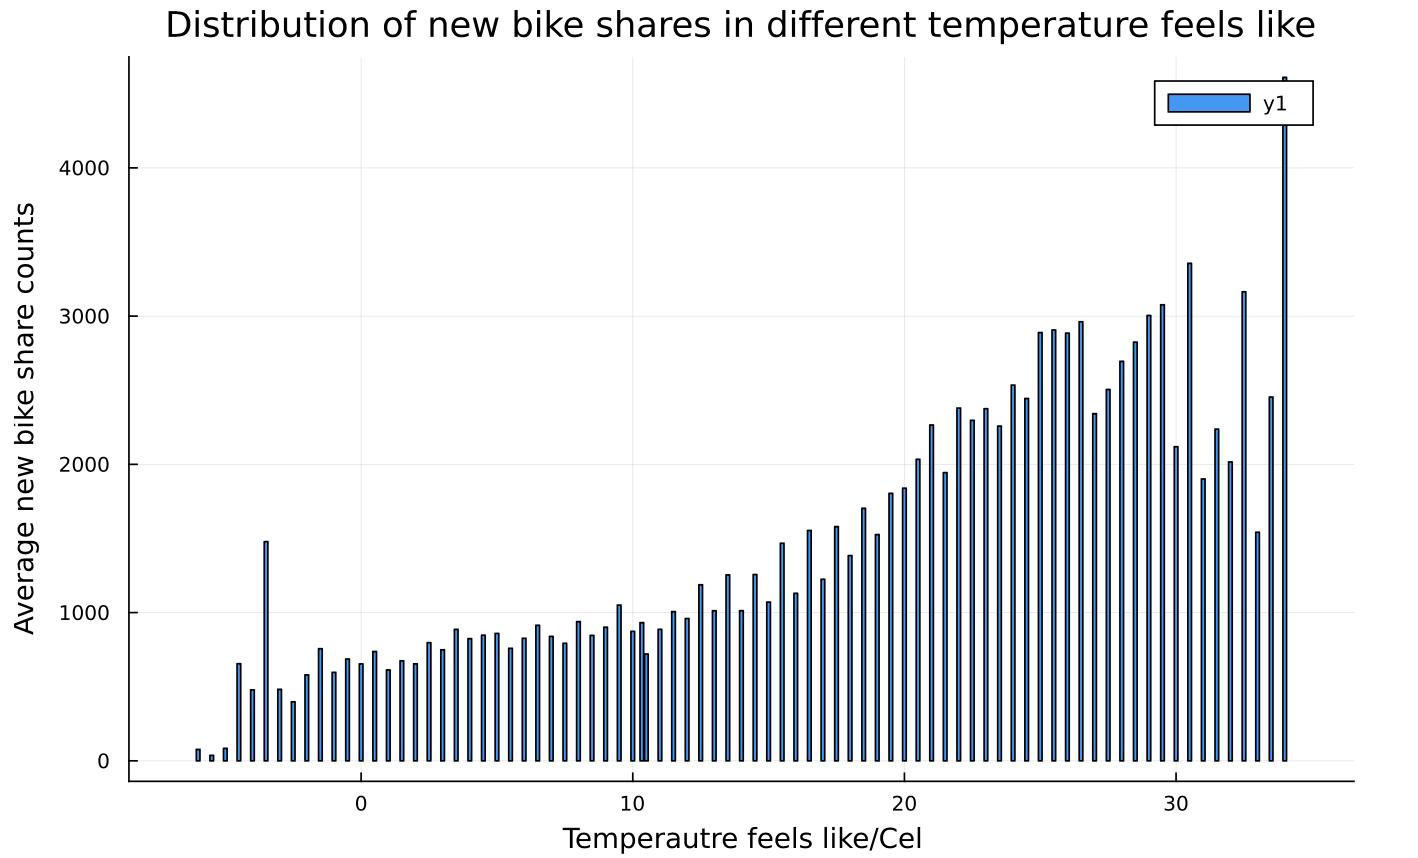 Distribution of new bike shares in different temperature feels like
y1
Average new bike share counts
4000
3000
2000
1000
0
0 10 20 30
Temperautre feels like/Cel